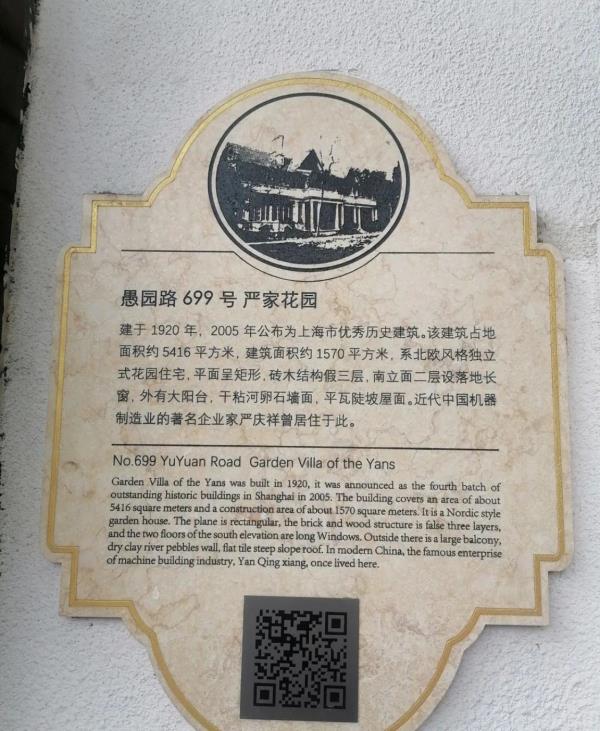 愚园路 699 号 严家花园
建于 1920 年，2005 年公布为上海市优秀历史建筑。该建筑占地
面积约 5416 平方米，建筑面积约 1570 平方米，系北欧风格独立
式花园住宅，平面呈矩形，砖木结构假三层，南立面二层设落地长
窗，外有大阳台，干粘河卵石墙面，平瓦陡坡屋面。近代中国机器
制造业的著名企业家严庆祥曾居住于此。
No.699 YuYuan Road Garden Villa of the Yans
Garden Villa of the Yans was built in 1920, it was announced as the fourth batch of
outstanding historic buildings in Shanghai in 2005. The building covers an area of about
5416 square meters and a construction area of about 1570 square meters. It is a Nordic style
garden house. The plane is rectangular, the brick and wood structure is false three layers,
and the two floors of the south elevation are long Windows. Outside there is a large balcony,
dry clay river pebbles wall, flat tile steep slope roof. In modern China, the famous enterprise
of machine building industry, Yan Qing xiang, once lived here.